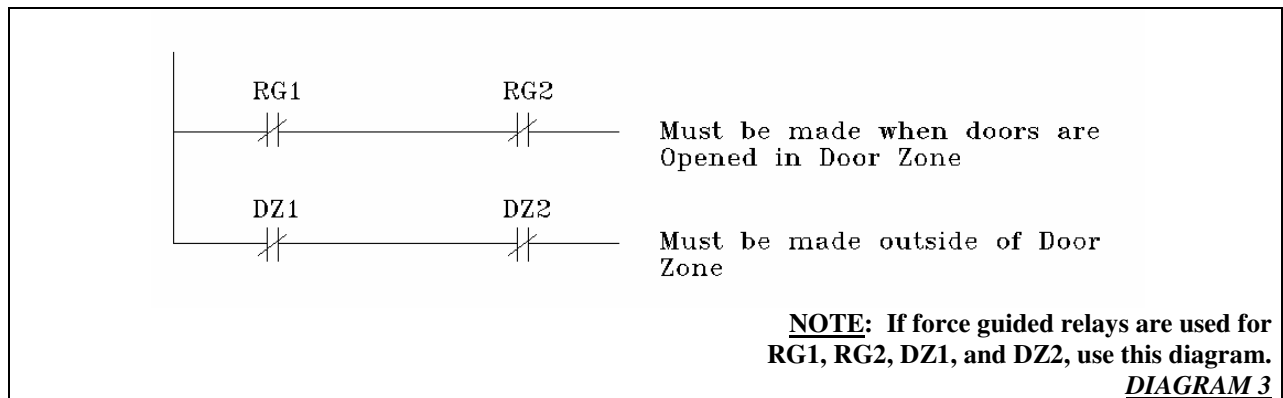 RG1 RG2
Must be made when doors are
Opened in Door Zone
DZ1 DZ2
Must be made outside of Door
Zone
NOTE: If force guided relays are used for
RG1, RG2, DZ1, and DZ2, use this diagram.
DIAGRAM 3